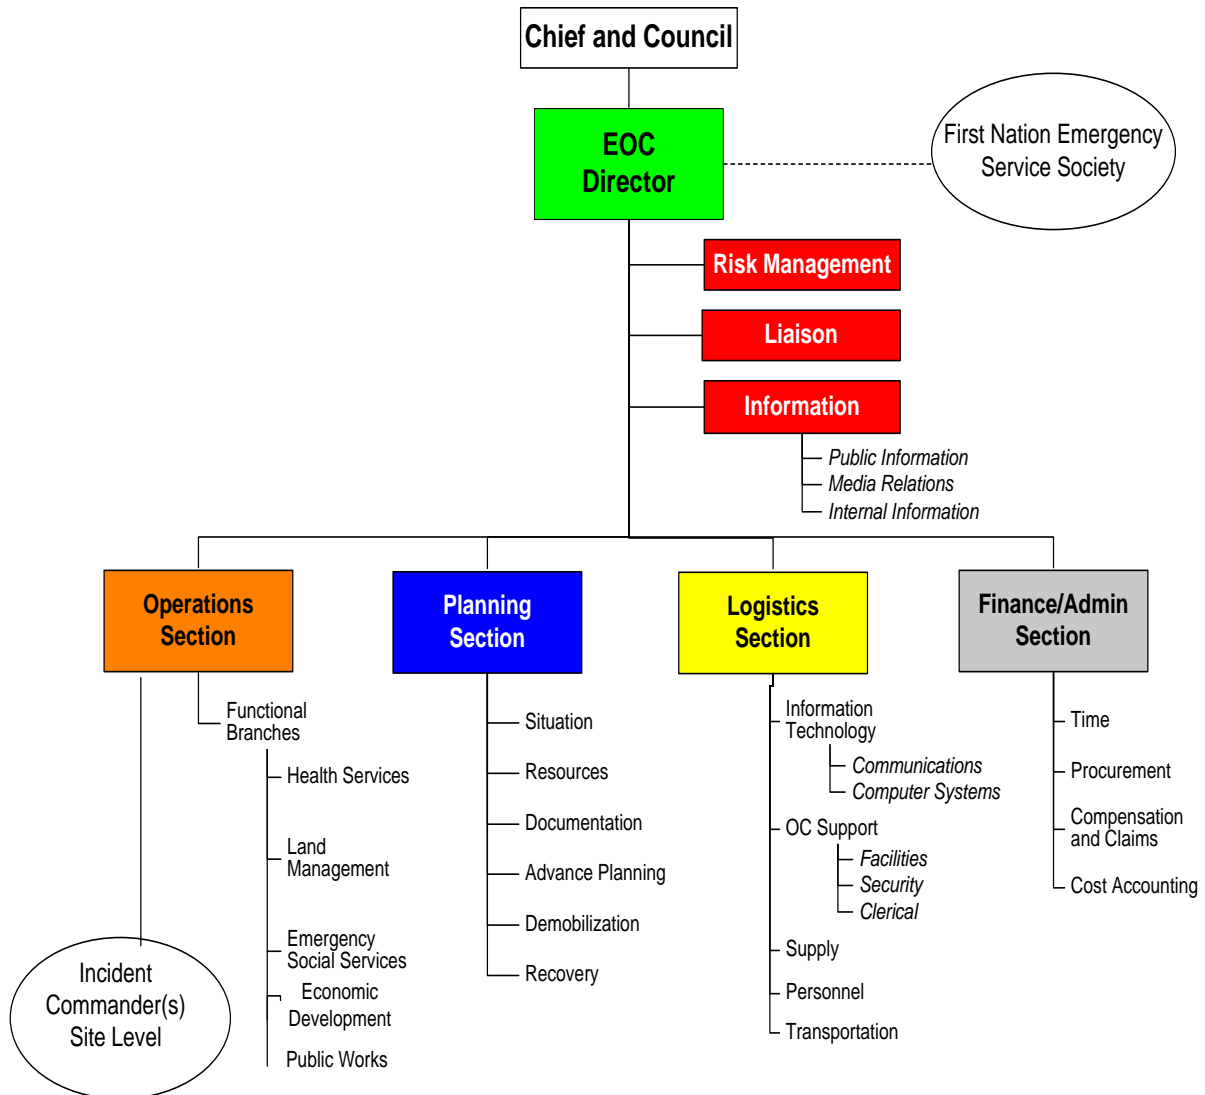 Chief and Council
EOC
Director
First Nation Emergency
Service Society
Risk Management
Liaison
Information
Public Information
Media Relations
Internal Information
Operations
Section
Planning
Section
Logistics
Section
Finance/Admin
Section
Functional
Branches
Health Services
Land
Management
Emergency
Social Services
Economic
Development
Public Works
Incident
Commander(s)
Site Level
Situation
Resources
Documentation
Advance Planning
Demobilization
Recovery
Information
Technology
Communications
Computer Systems
OC Support
Facilities
Security
Clerical
Supply
Personnel
Transportation
Time
Procurement
Compensation
and Claims
Cost Accounting